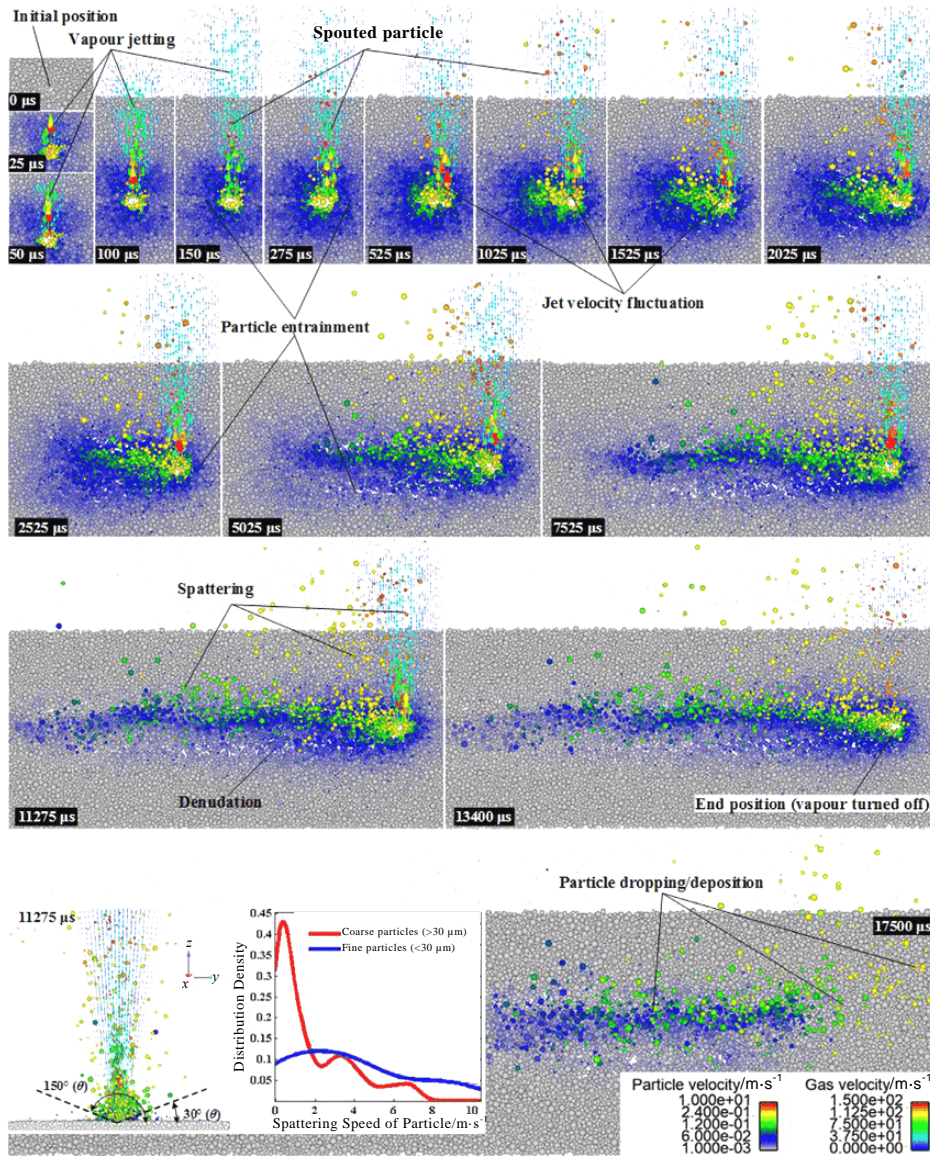 Initial position
Vapour jetting
Spouted particle
0 μs
25 μs
50 μs
100 μs
150 μs
275 μs
525 μs
1025 μs
1525 μs
2025 μs
Particle entrainment
Jet velocity fluctuation
2525 μs
5025 μs
7525 μs
Spattering
Denudation
11275 μs
13400 μs
End position (vapour turned off)
11275 μs
z
x
y
150° (θ)
30° (θ)
Distribution Density
0.45
0.4
0.35
0.3
0.25
0.2
0.15
0.1
0.05
Coarse particles (>30 μm)
Fine particles (<30 μm)
0 2 4 6 8 10
Spattering Speed of Particle/m·s⁻¹
Particle dropping/deposition
17500 μs
Particle velocity/m·s⁻¹
1.000e+01
2.400e-01
1.200e-01
6.000e-02
1.000e-03
Gas velocity/m·s⁻¹
1.500e+02
1.125e+02
7.500e+01
3.750e+01
0.000e+00